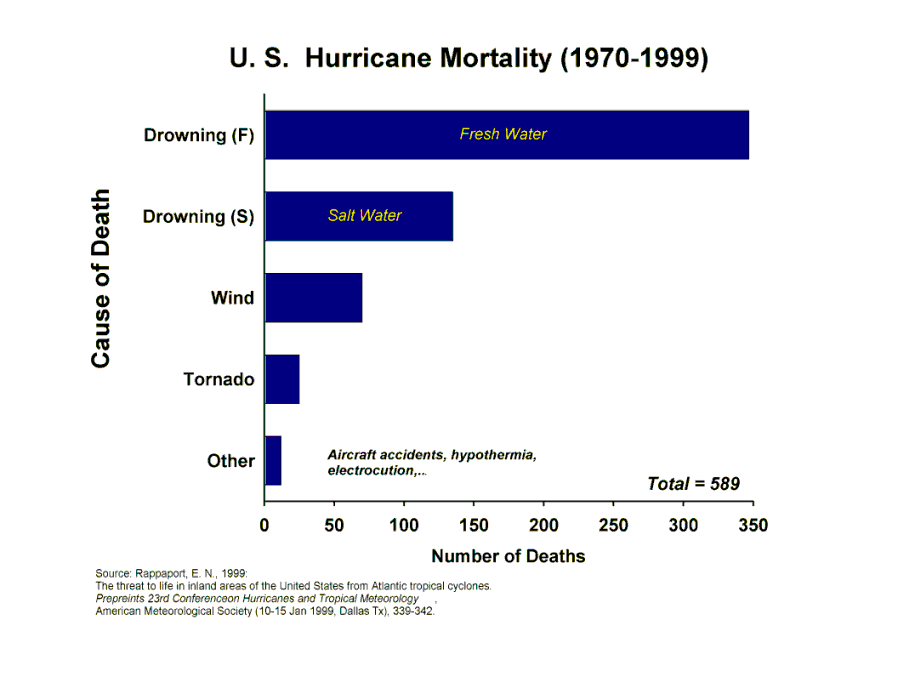 U. S.  Hurricane Mortality (1970-1999)
Cause of Death
Drowning (F)
Fresh Water
Drowning (S)
Salt Water
Wind
Tornado
Other
Aircraft accidents, hypothermia,
electrocution,...
Total = 589
0 50 100 150 200 250 300 350
Number of Deaths
Source: Rappaport, E. N., 1999:
The threat to life in inland areas of the United States from Atlantic tropical cyclones.
Prepreints 23rd Conferenceon Hurricanes and Tropical Meteorology ,
American Meteorological Society (10-15 Jan 1999, Dallas Tx), 339-342.